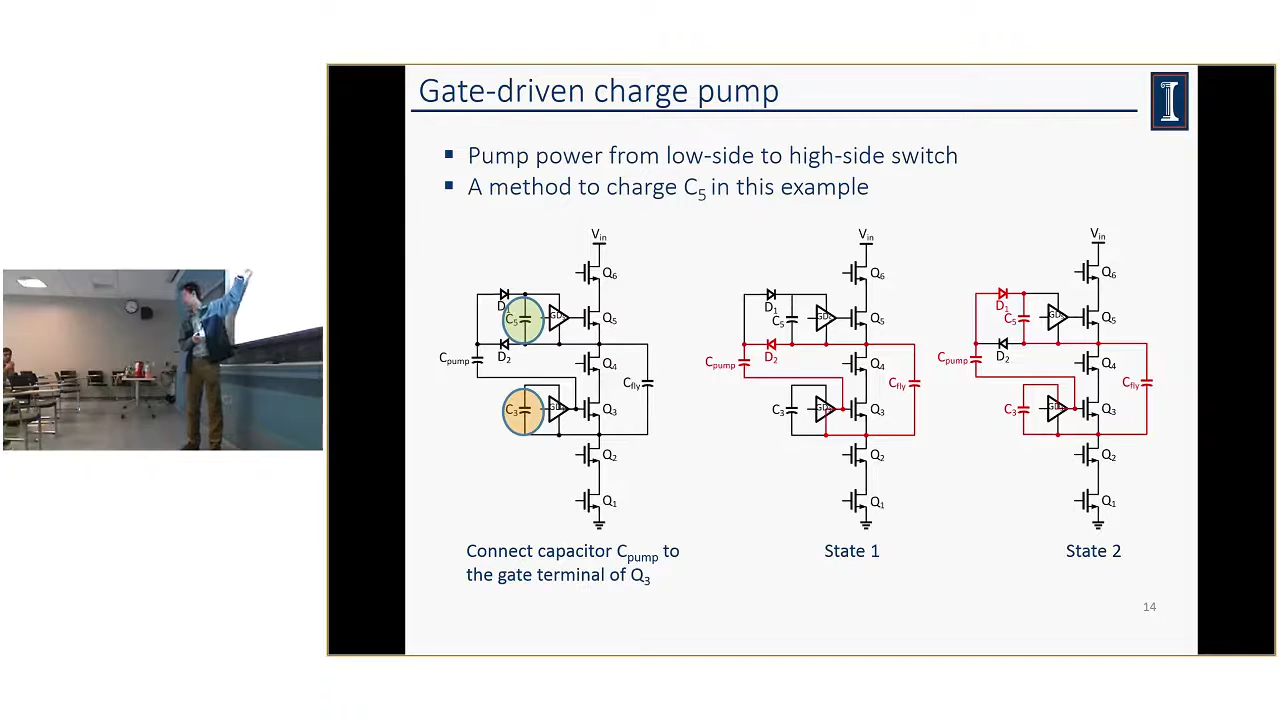 Gate-driven charge pump
Pump power from low-side to high-side switch
A method to charge C5 in this example
Vin
Q6
D1
C5
Q5
D2
Cpump
Q4
Cfly
C3
Q3
Q2
Q1
Connect capacitor Cpump to
the gate terminal of Q3
Vin
Q6
D1
C5
GD
Q5
D2
Cpump
Q4
Cfly
C3
GD
Q3
Q2
Q1
State 1
Vin
Q6
D1
C5
GD
Q5
D2
Cpump
Q4
Cfly
C3
Q3
Q2
Q1
State 2
14